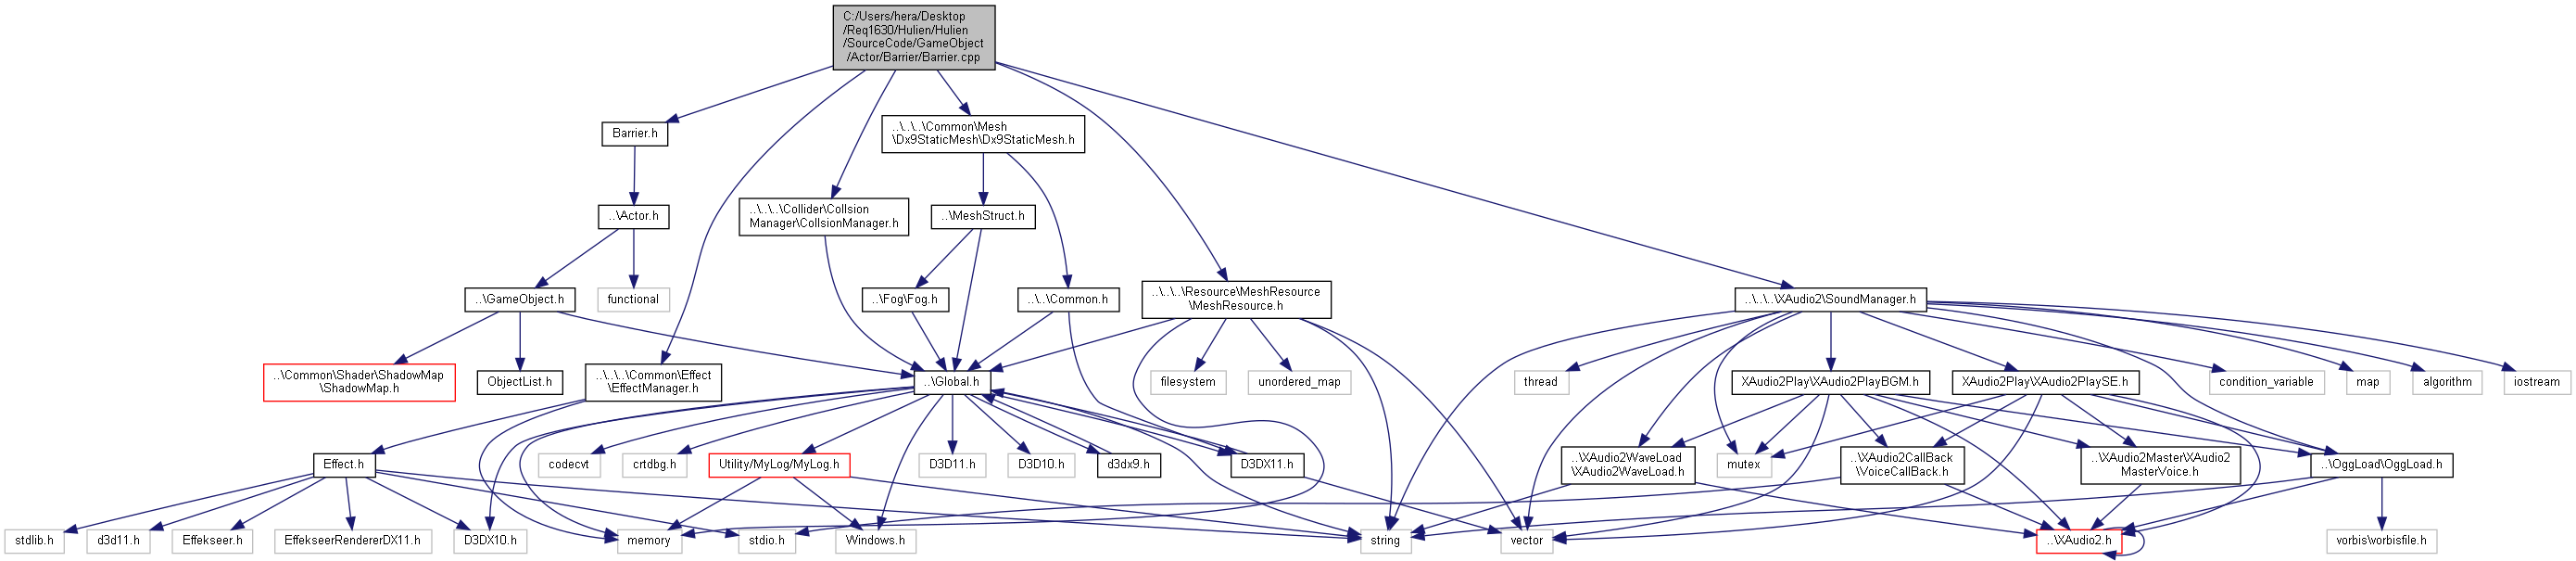 C:/Users/hera/Desktop
/Req1630/Hulien/Hulien
/SourceCode/GameObject
/Actor/Barrier/Barrier.cpp
Barrier.h
..\..\..\Common\Mesh
\Dx9StaticMesh\Dx9StaticMesh.h
..\Actor.h
..\..\..\Collider\Collsion
Manager\CollsionManager.h
..\MeshStruct.h
..\GameObject.h
functional
..\Fog\Fog.h
..\..\Common.h
..\..\..\Resource\MeshResource
\MeshResource.h
..\..\..\XAudio2\SoundManager.h
..\Common\Shader\ShadowMap
\ShadowMap.h
ObjectList.h
..\..\..\Common\Effect
\EffectManager.h
..\Global.h
filesystem
unordered_map
thread
XAudio2Play\XAudio2PlayBGM.h
XAudio2Play\XAudio2PlaySE.h
condition_variable
map
algorithm
iostream
Effect.h
codecvt
crtdbg.h
Utility/MyLog/MyLog.h
D3D11.h
D3D10.h
d3dx9.h
D3DX11.h
..\XAudio2WaveLoad
\XAudio2WaveLoad.h
mutex
..\XAudio2CallBack
\VoiceCallBack.h
..\XAudio2Master\XAudio2
MasterVoice.h
..\OggLoad\OggLoad.h
stdlib.h
d3d11.h
Effekseer.h
EffekseerRendererDX11.h
D3DX10.h
memory
stdio.h
Windows.h
string
vector
..\XAudio2.h
vorbis\vorbisfile.h